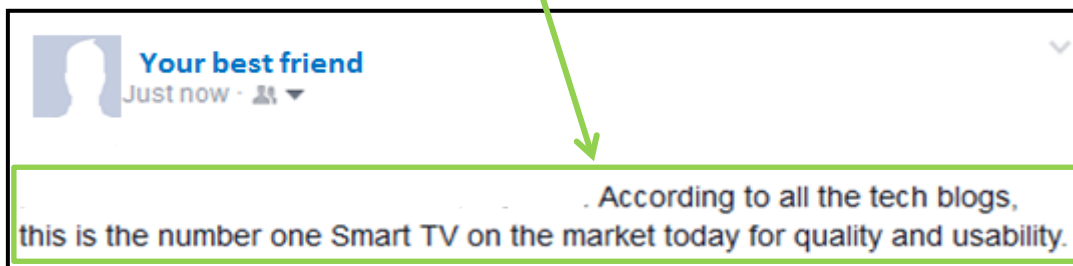 Your best friend
Just now ·
. According to all the tech blogs,
this is the number one Smart TV on the market today for quality and usability.